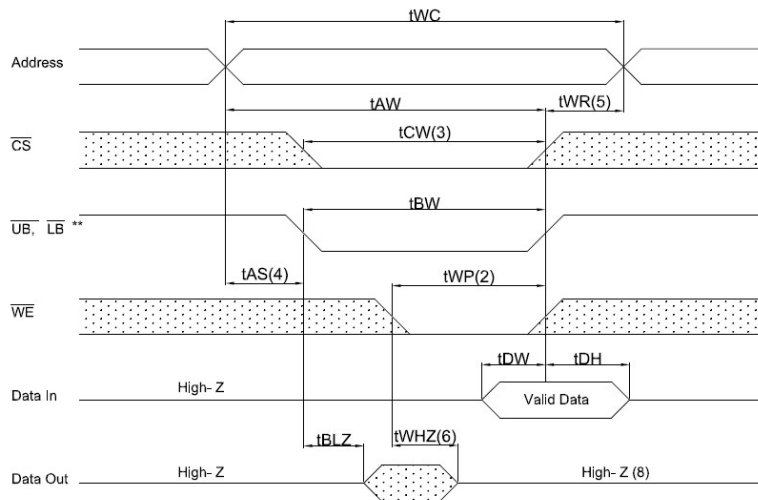 tWC
Address
tAW
tWR(5)
CS
tCW(3)
UB, LB **
tBW
tAS(4)
tWP(2)
WE
tDW
tDH
Data In
High- Z
Valid Data
tBLZ
tWHZ(6)
Data Out
High- Z
High- Z (8)